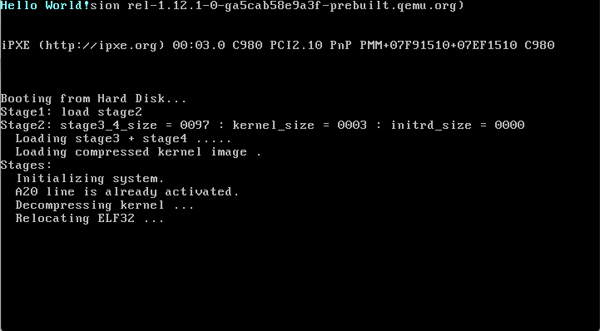 Hello World!sion rel-1.12.1-0-ga5cab58e9a3f-prebuilt.qemu.org)
iPXE (http://ipxe.org) 00:03.0 C980 PCI2.10 PnP PMM+07F91510+07EF1510 C980
Booting from Hard Disk...
Stage1: load stage2
Stage2: stage3_4_size = 0097 : kernel_size = 0003 : initrd_size = 0000
Loading stage3 + stage4 .....
Loading compressed kernel image .
Stages:
Initializing system.
A20 line is already activated.
Decompressing kernel ...
Relocating ELF32 ...